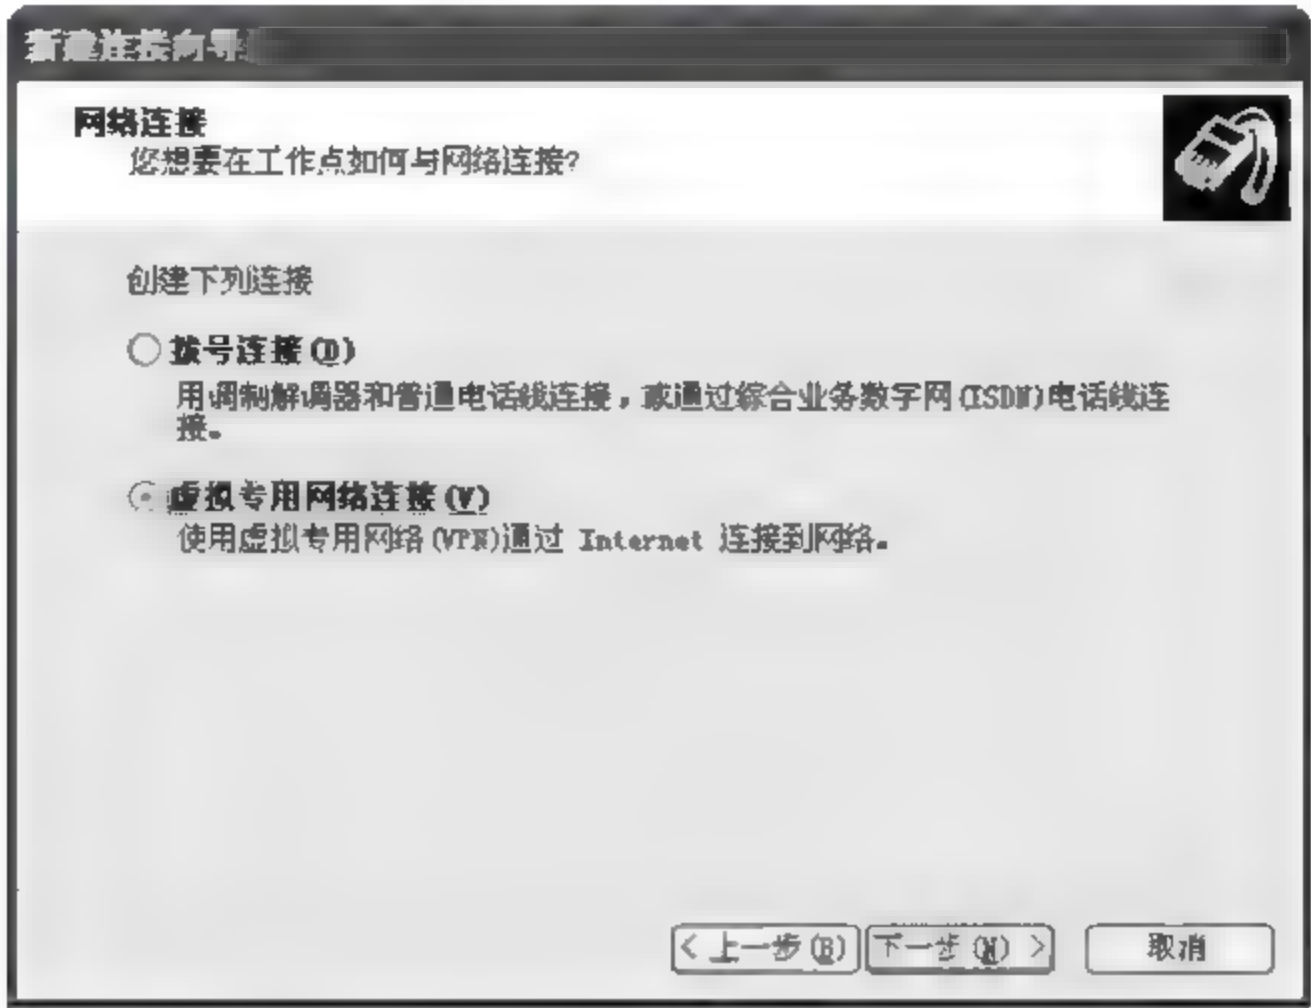 新建连接向导
网络连接
您想要在工作点如何与网络连接?
创建下列连接
拨号连接(D)
用调制解调器和普通电话线连接，或通过综合业务数字网(ISDN)电话线连
接。
虚拟专用网络连接(V)
使用虚拟专用网络(VPN)通过 Internet 连接到网络。
< 上一步(B) 下一步(N) > 取消